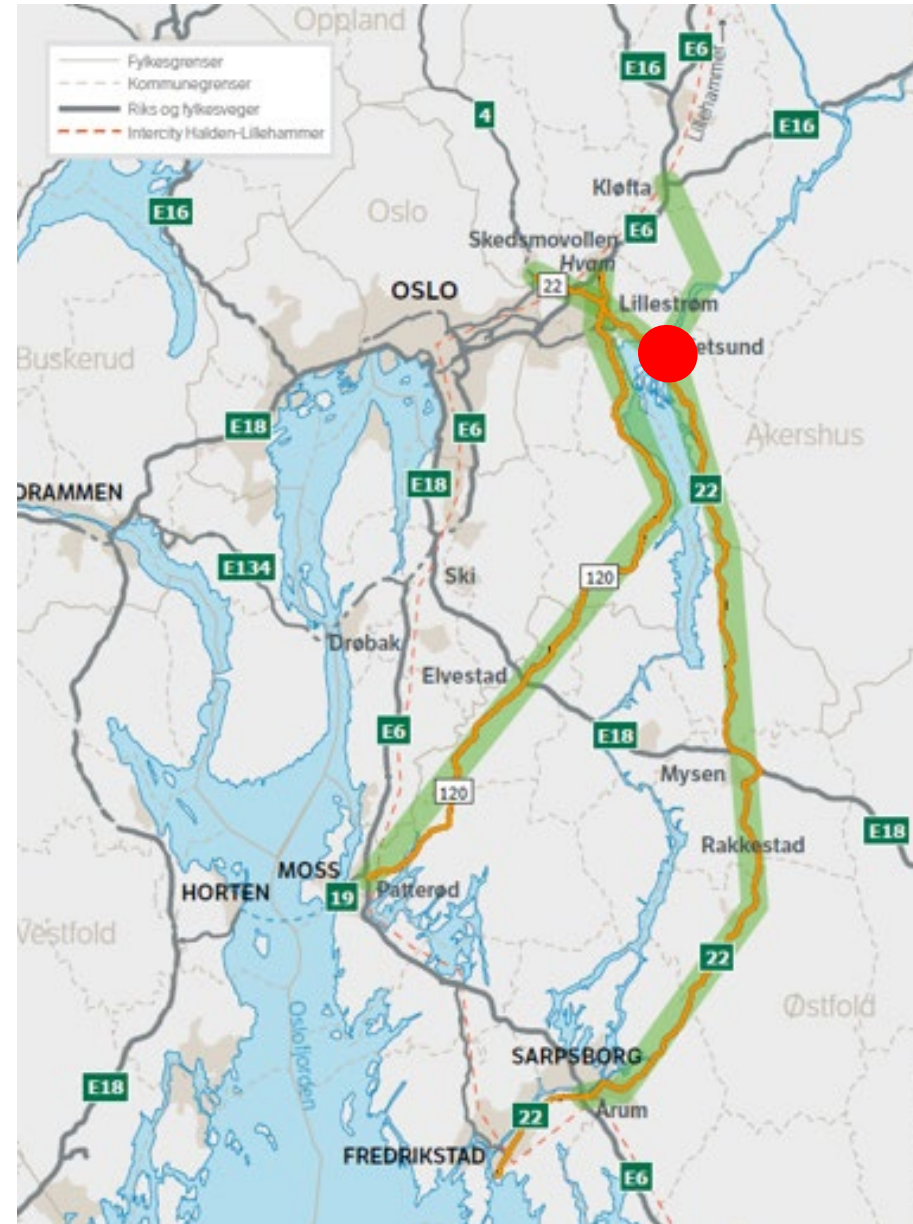 Oppland
Fylkesgrenser
Kommunegrenser
Riks og fylkesveger
Intercity Halden-Lillehammer
E6
E16
Lillehammer
4
E16
Kløfta
E16
Oslo
E6
Skedsmovollen
Hvam
22
OSLO
Lillestrøm
etsund
Buskerud
E18
E6
Akershus
E18
DRAMMEN
22
E134
Ski
120
Drøbak
Elvestad
E6
E18
Mysen
120
E18
Rakkestad
MOSS
HORTEN
19
Patterød
Vestfold
22
Østfold
Oslofjorden
SARPSBORG
E18
22
Årum
FREDRIKSTAD
E6